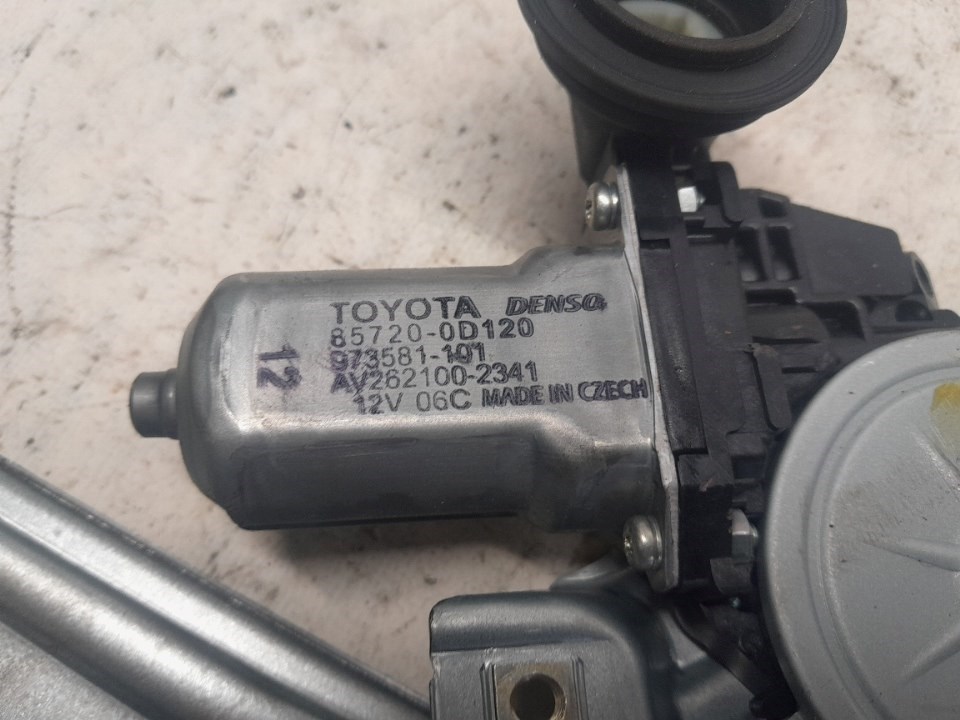 TOYOTA DENSO
85720-0D120
973581-101
AV262100-2341
12V 06C MADE IN CZECH
12